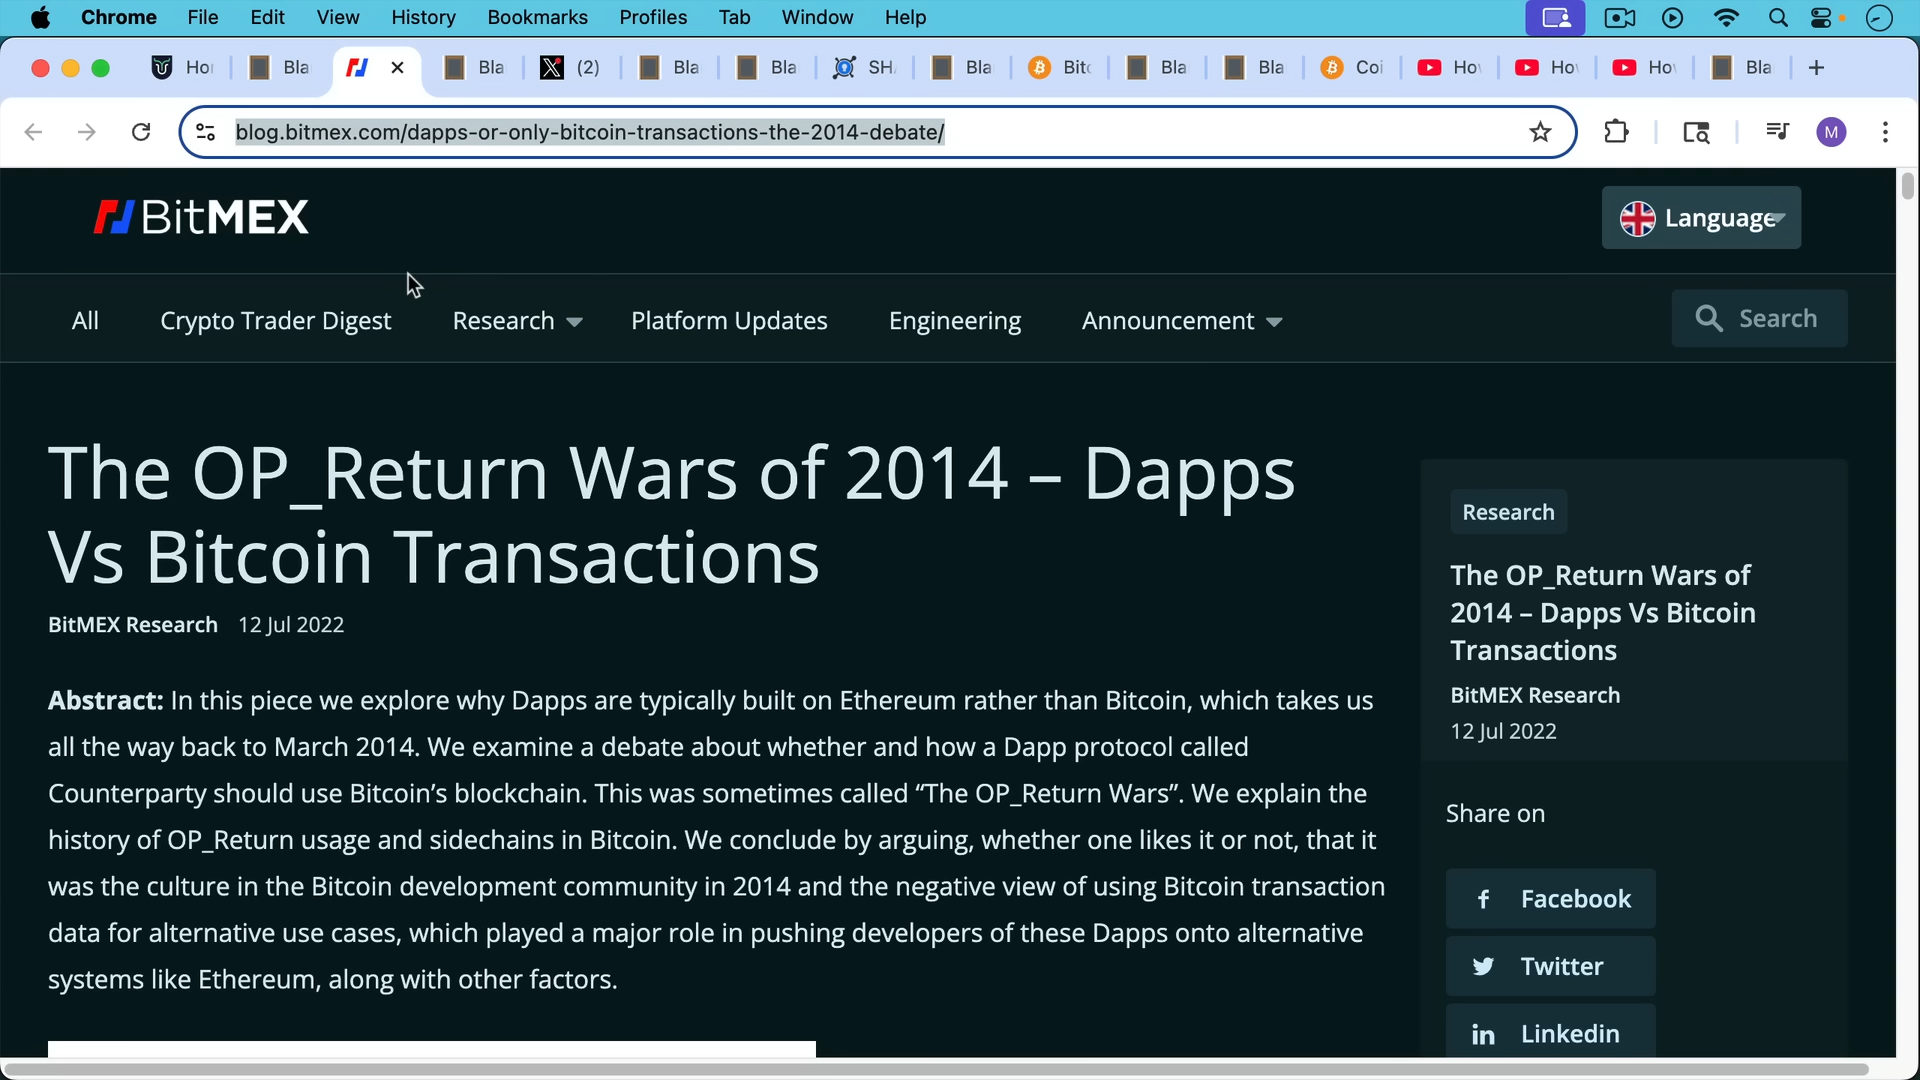 Chrome File Edit View History Bookmarks Profiles Tab Window Help
Ho Bla Bla (2) Bla Bla SH Bla Bitc Bla Bla Coi Ho Ho Ho Bla
blog.bitmex.com/dapps-or-only-bitcoin-transactions-the-2014-debate/
M
BitMEX
Language
All Crypto Trader Digest Research Platform Updates Engineering Announcement
Search
The OP_Return Wars of 2014 – Dapps
Vs Bitcoin Transactions
BitMEX Research 12 Jul 2022
Abstract: In this piece we explore why Dapps are typically built on Ethereum rather than Bitcoin, which takes us
all the way back to March 2014. We examine a debate about whether and how a Dapp protocol called
Counterparty should use Bitcoin’s blockchain. This was sometimes called “The OP_Return Wars”. We explain the
history of OP_Return usage and sidechains in Bitcoin. We conclude by arguing, whether one likes it or not, that it
was the culture in the Bitcoin development community in 2014 and the negative view of using Bitcoin transaction
data for alternative use cases, which played a major role in pushing developers of these Dapps onto alternative
systems like Ethereum, along with other factors.
Research
The OP_Return Wars of
2014 – Dapps Vs Bitcoin
Transactions
BitMEX Research
12 Jul 2022
Share on
Facebook
Twitter
Linkedin